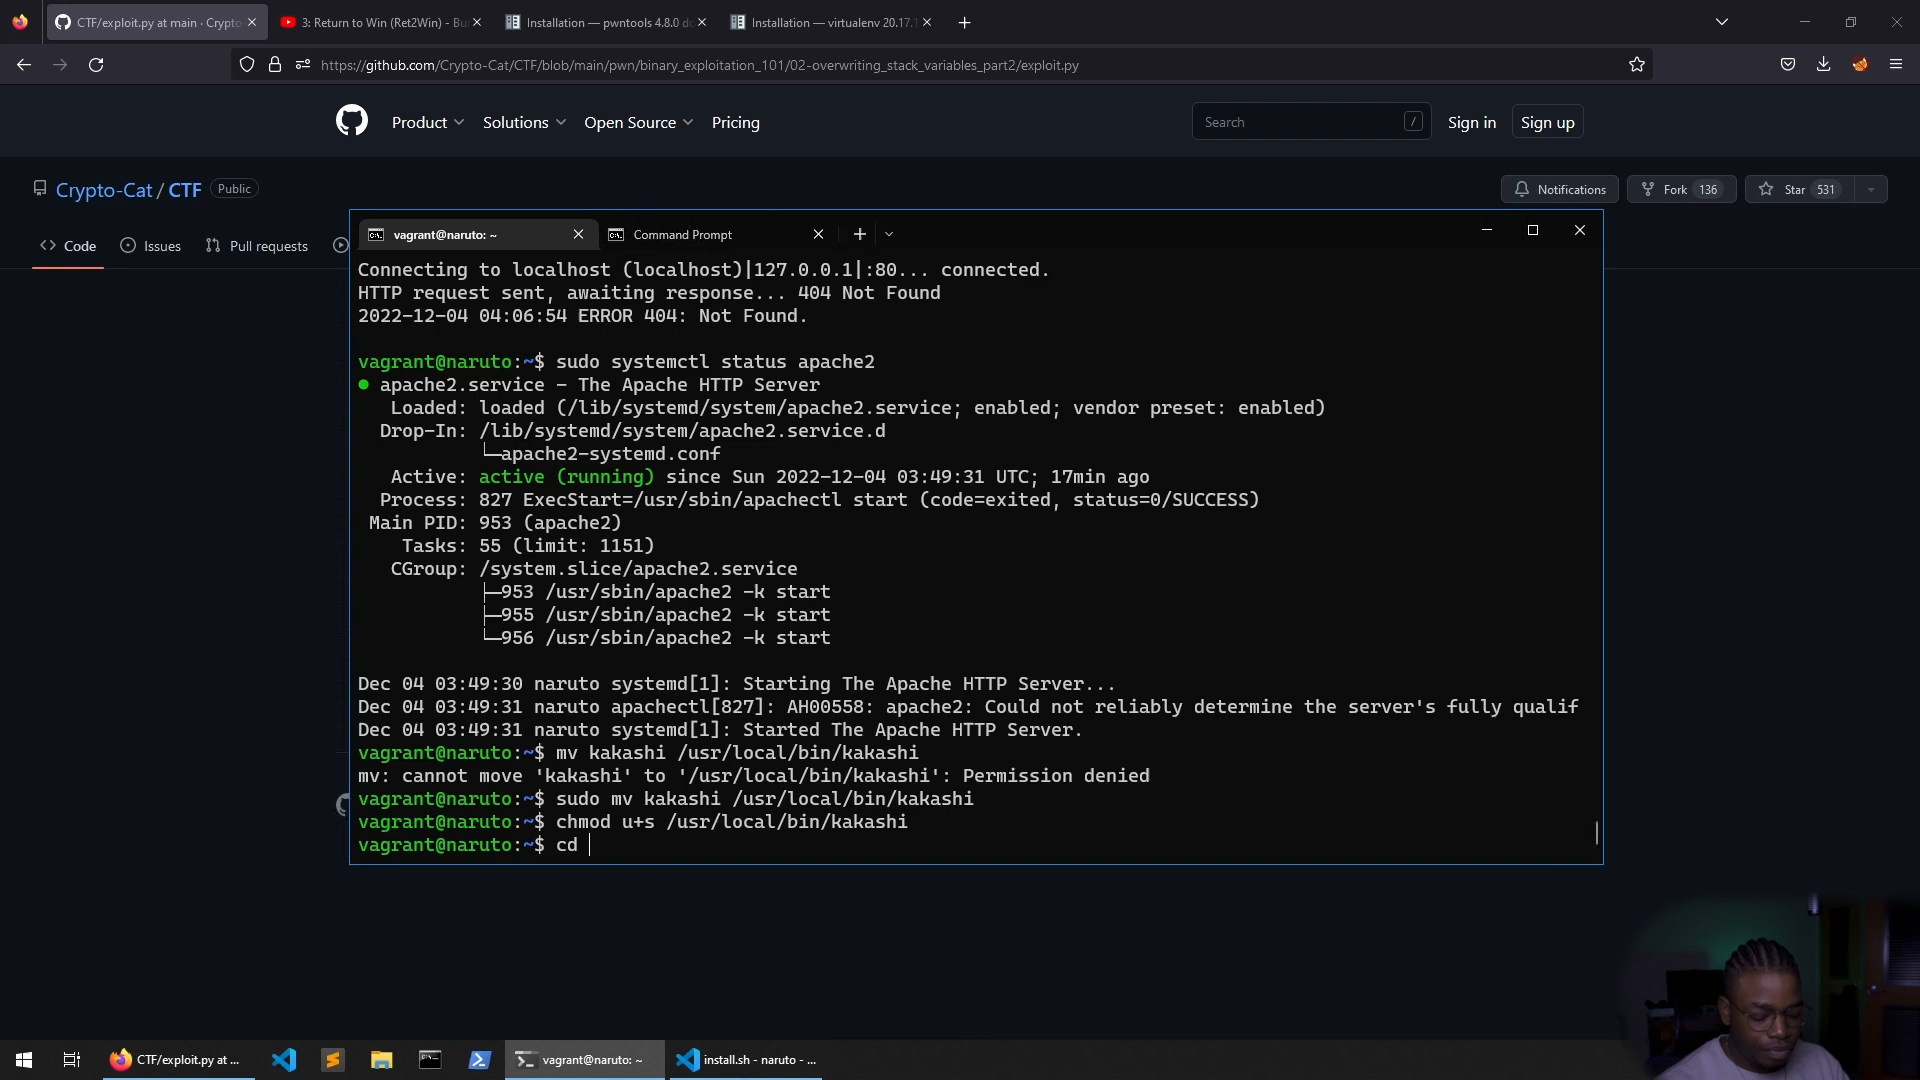 CTF/exploit.py at main · Crypto
3: Return to Win (Ret2Win) - Bu
Installation — pwntools 4.8.0 do
Installation — virtualenv 20.17.1
https://github.com/Crypto-Cat/CTF/blob/main/pwn/binary_exploitation_101/02-overwriting_stack_variables_part2/exploit.py
Product
Solutions
Open Source
Pricing
Search
/
Sign in
Sign up
Crypto-Cat / CTF
Public
Notifications
Fork 136
Star 531
Code
Issues
Pull requests
vagrant@naruto: ~
Command Prompt
Connecting to localhost (localhost)|127.0.0.1|:80... connected.
HTTP request sent, awaiting response... 404 Not Found
2022-12-04 04:06:54 ERROR 404: Not Found.
vagrant@naruto:~$ sudo systemctl status apache2
● apache2.service - The Apache HTTP Server
Loaded: loaded (/lib/systemd/system/apache2.service; enabled; vendor preset: enabled)
Drop-In: /lib/systemd/system/apache2.service.d
└─apache2-systemd.conf
Active: active (running) since Sun 2022-12-04 03:49:31 UTC; 17min ago
Process: 827 ExecStart=/usr/sbin/apachectl start (code=exited, status=0/SUCCESS)
Main PID: 953 (apache2)
Tasks: 55 (limit: 1151)
CGroup: /system.slice/apache2.service
├─953 /usr/sbin/apache2 -k start
├─955 /usr/sbin/apache2 -k start
└─956 /usr/sbin/apache2 -k start
Dec 04 03:49:30 naruto systemd[1]: Starting The Apache HTTP Server...
Dec 04 03:49:31 naruto apachectl[827]: AH00558: apache2: Could not reliably determine the server's fully qualif
Dec 04 03:49:31 naruto systemd[1]: Started The Apache HTTP Server.
vagrant@naruto:~$ mv kakashi /usr/local/bin/kakashi
mv: cannot move 'kakashi' to '/usr/local/bin/kakashi': Permission denied
vagrant@naruto:~$ sudo mv kakashi /usr/local/bin/kakashi
vagrant@naruto:~$ chmod u+s /usr/local/bin/kakashi
vagrant@naruto:~$ cd
CTF/exploit.py at ...
vagrant@naruto: ~
install.sh - naruto - ...